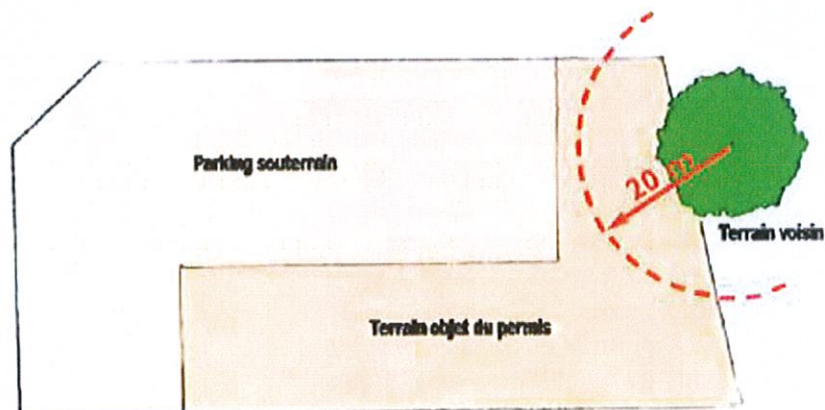 Parking souterrain
20 m
Terrain voisin
Terrain objet du permis